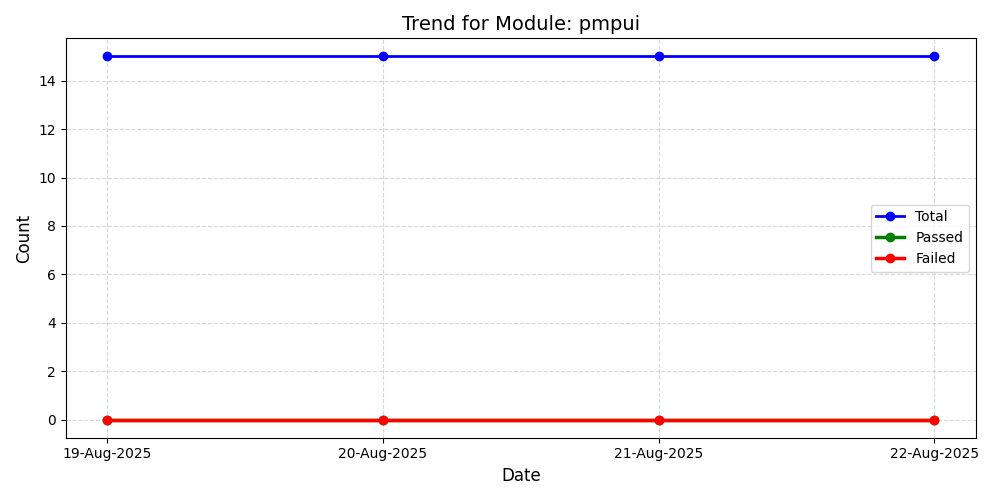 Trend for Module: pmpui
Count
14
12
10
8
6
4
2
0
Total
Passed
Failed
19-Aug-2025
20-Aug-2025
21-Aug-2025
22-Aug-2025
Date